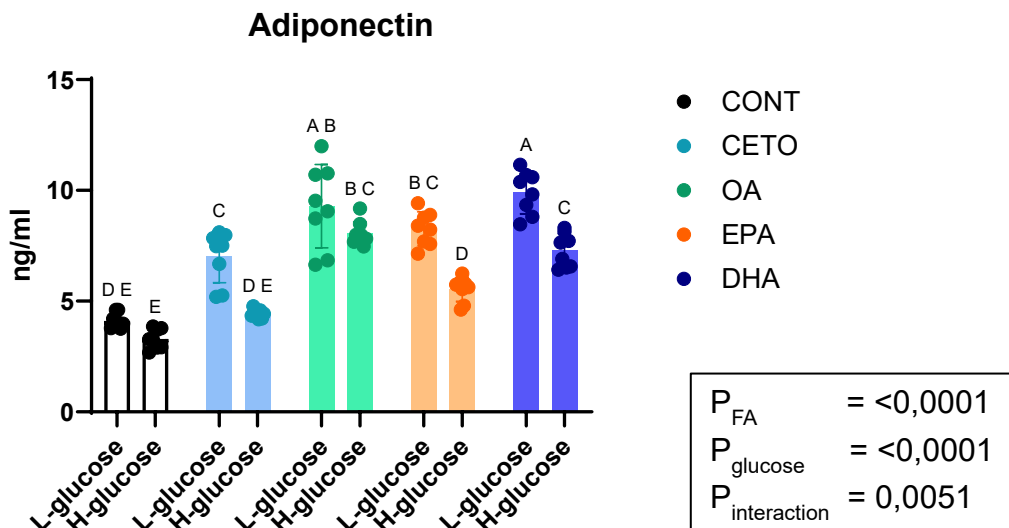 Adiponectin
ng/ml
15
10
5
0
D E
E
C
D E
A B
B C
B C
D
A
C
L-glucose
H-glucose
L-glucose
H-glucose
L-glucose
H-glucose
L-glucose
H-glucose
L-glucose
H-glucose
CONT
CETO
OA
EPA
DHA
P FA = <0,0001
P glucose = <0,0001
P interaction = 0,0051